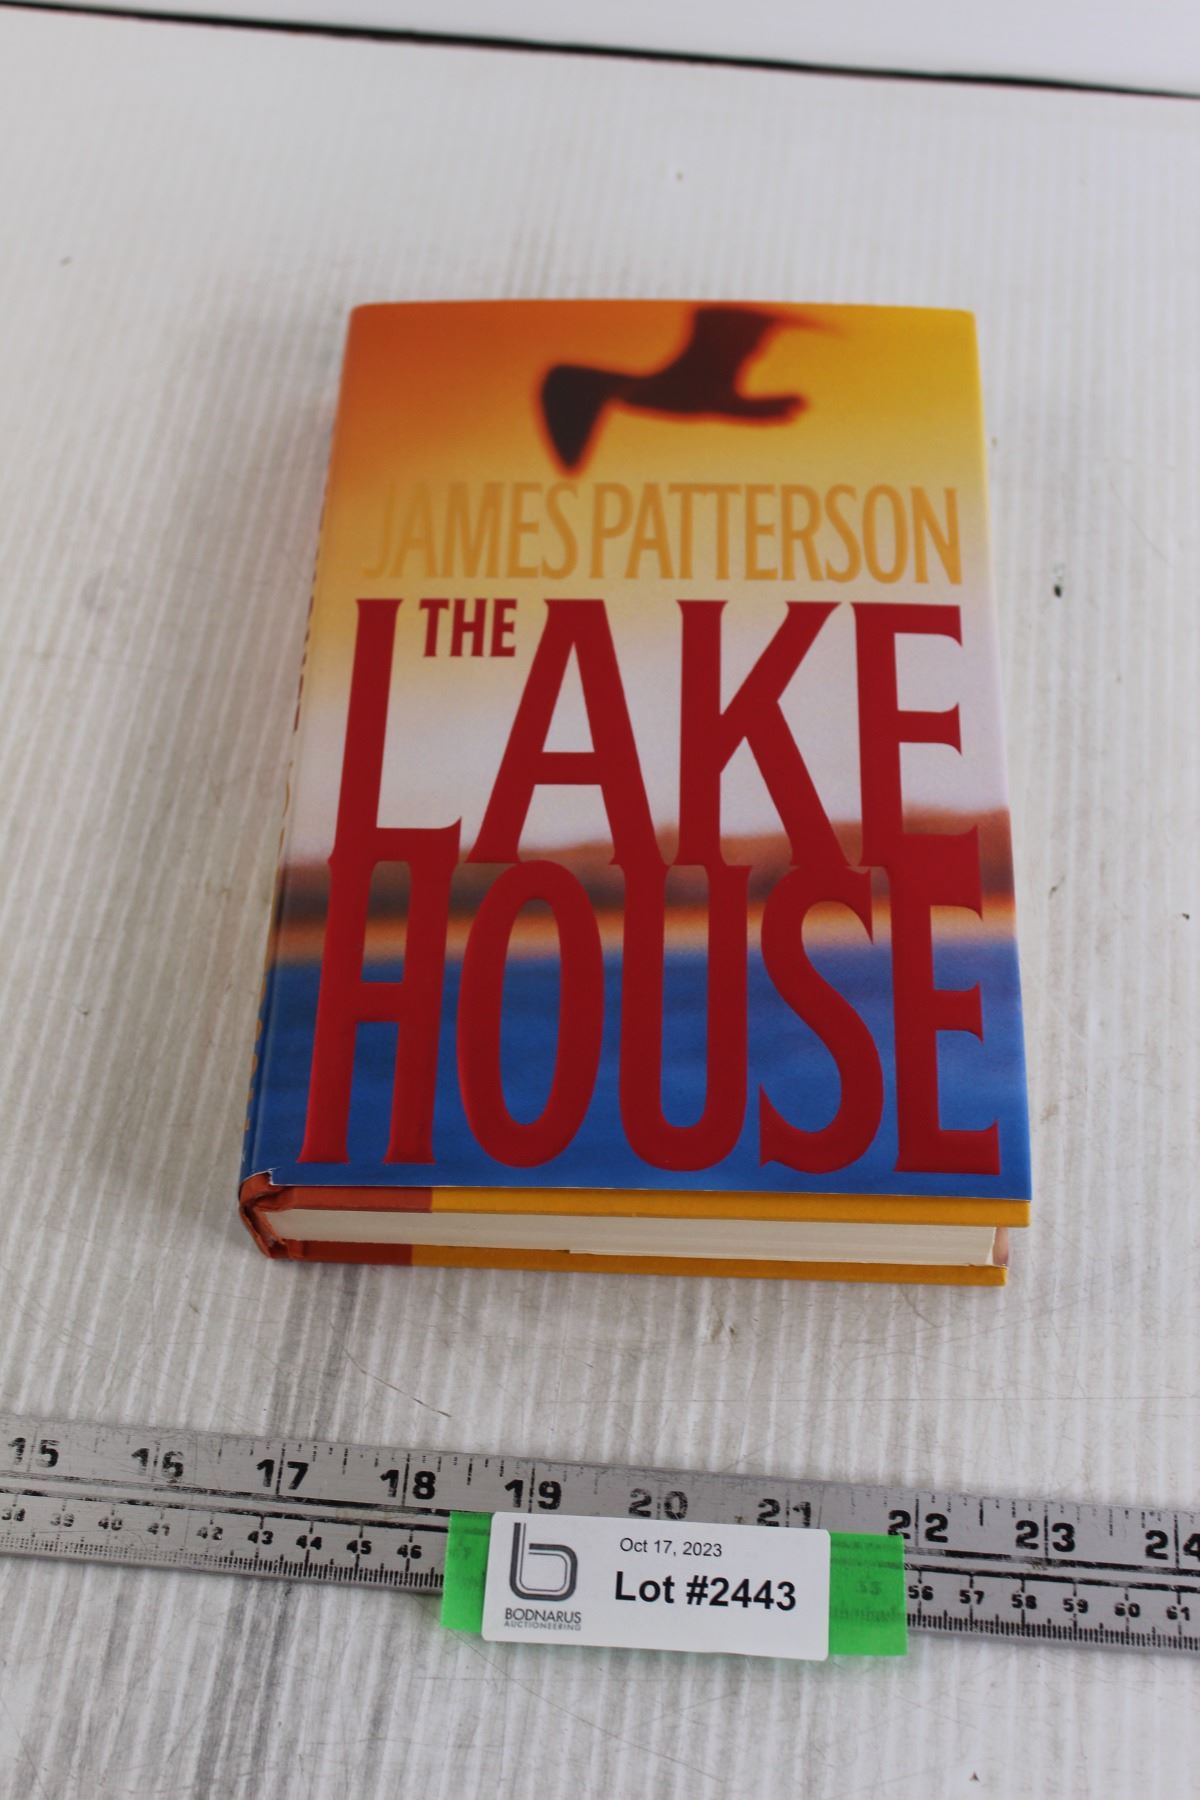 JAMES PATTERSON
THE
LAKE
HOUSE
15 16 17 18 19 20 21 22 23 24
38 39 40 41 42 43 44 45 46 55 56 57 58 59 60 61
Oct 17, 2023
Lot #2443
BODNARUS
AUCTIONEERING